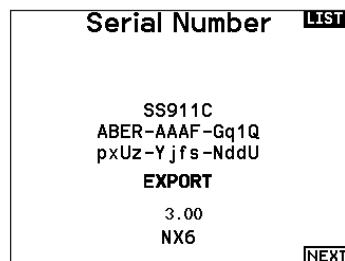 Serial Number LIST
SS911C
ABER-AAAF-Gq1Q
pxUz-Yjfs-NddU
EXPORT
3.00
NX6
NEXT